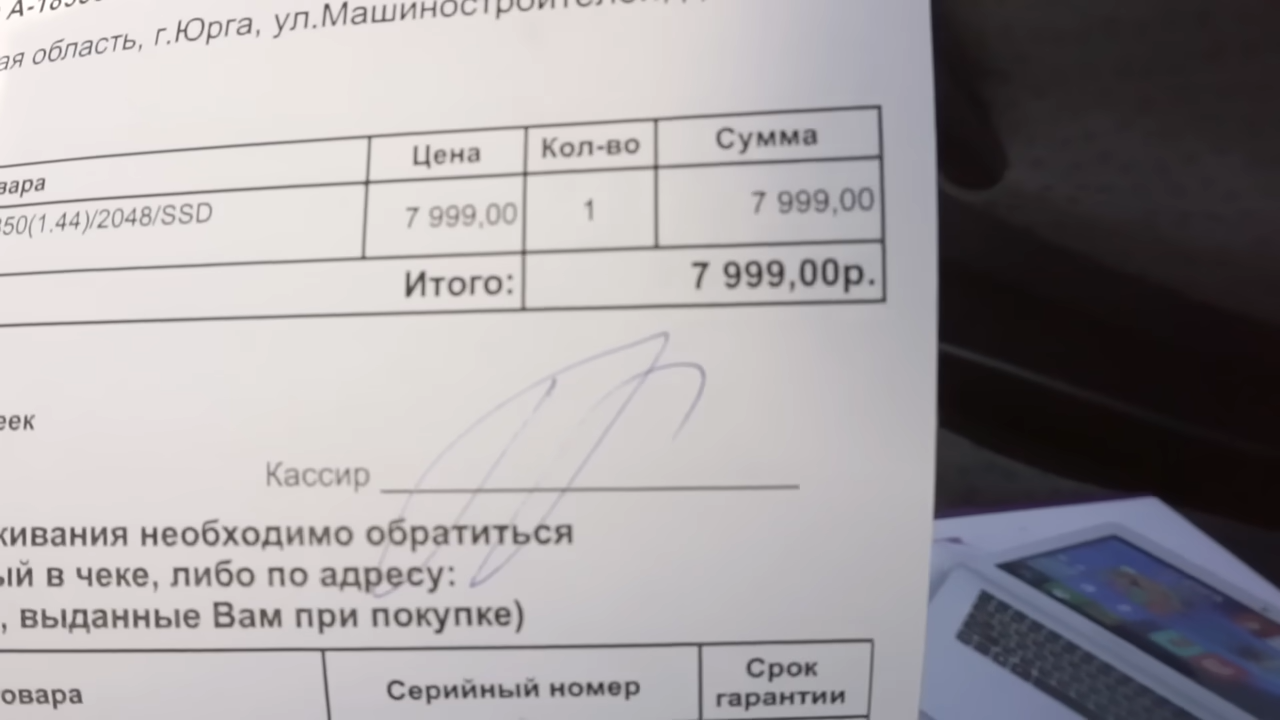 ая область, г.Юрга, ул.Машиностроителей,
вара Цена Кол-во Сумма
50(1.44)/2048/SSD 7 999,00 1 7 999,00
Итого: 7 999,00р.
еек
Кассир
живания необходимо обратиться
ый в чеке, либо по адресу:
, выданные Вам при покупке)
овара Серийный номер Срок гарантии